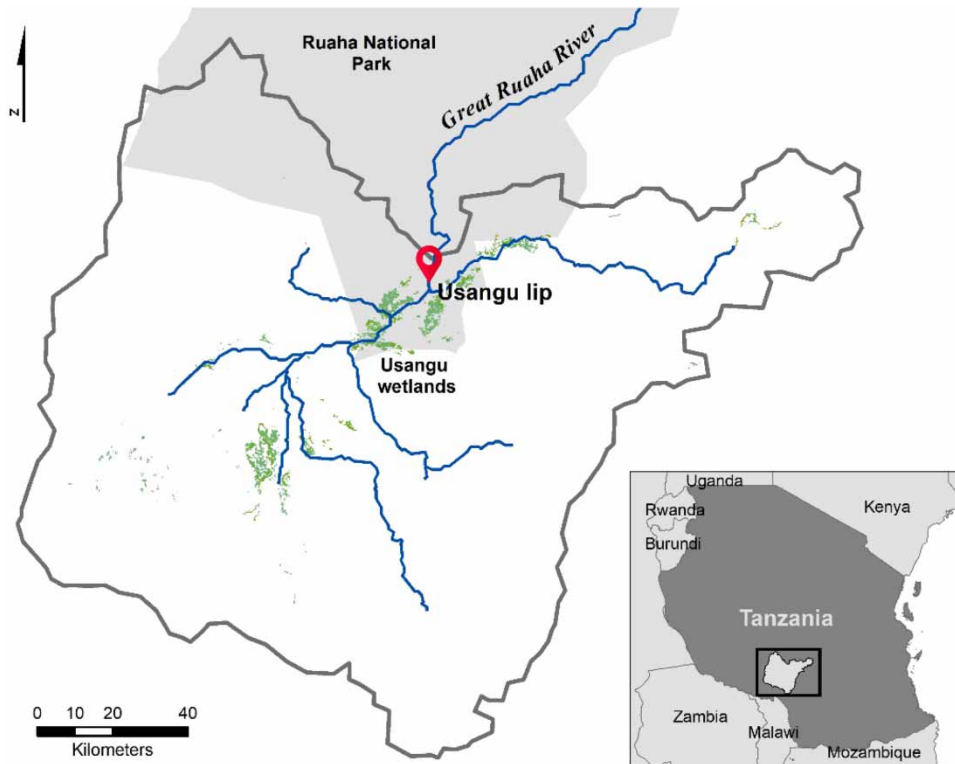 Ruaha National
Park
Great Ruaha River
N
Usangu lip
Usangu
wetlands
0 10 20 40
Kilometers
Uganda
Rwanda
Kenya
Burundi
Tanzania
Zambia
Malawi
Mozambique